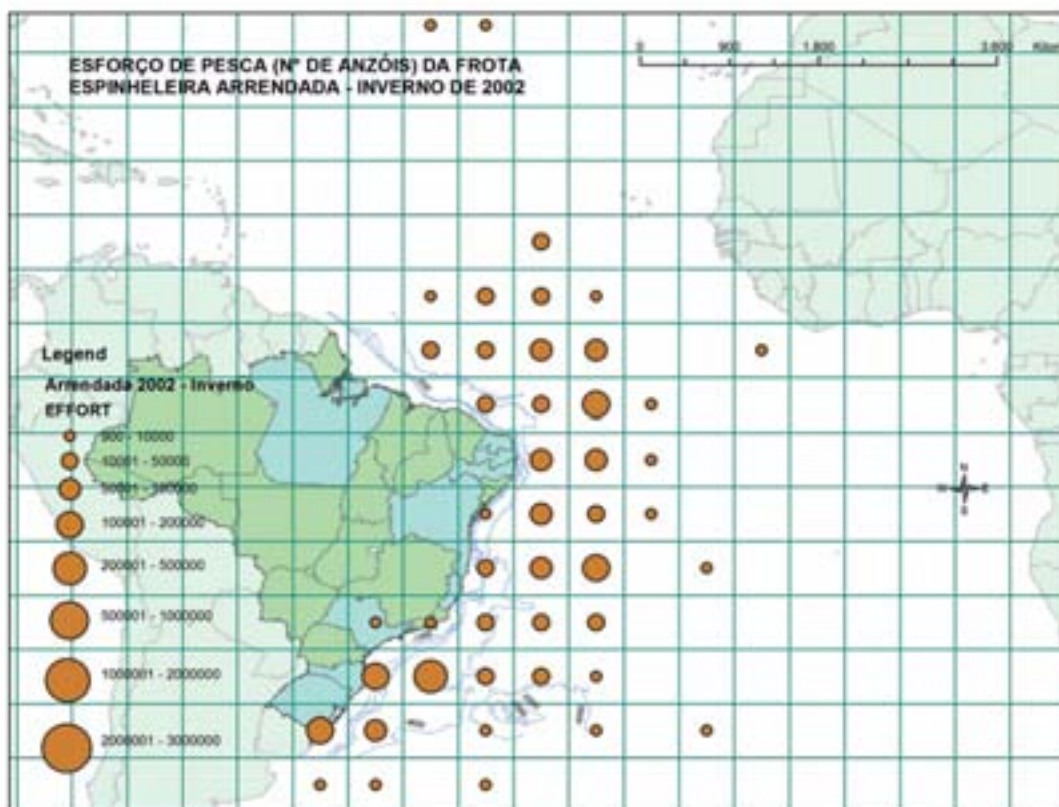 ESFORÇO DE PESCA (N° DE ANZÓIS) DA FROTA
ESPINHELEIRA ARRENDADA - INVERNO DE 2002
0 900 1.800 3.600
Legend
Arrendada 2002 - Inverno
EFFORT
900 - 10000
10001 - 50000
50001 - 100000
100001 - 200000
200001 - 500000
500001 - 1000000
1000001 - 2000000
2000001 - 3000000
N
S